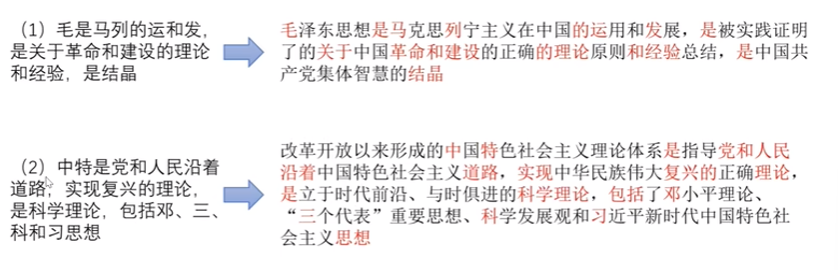 （1）毛是马列的运和发，
是关于革命和建设的理论
和经验，是结晶
毛泽东思想是马克思列宁主义在中国的运用和发展，是被实践证明
了的关于中国革命和建设的正确的理论原则和经验总结，是中国共
产党集体智慧的结晶
（2）中特是党和人民沿着
道路，实现复兴的理论，
是科学理论，包括邓、三、
科和习思想
改革开放以来形成的中国特色社会主义理论体系是指导党和人民
沿着中国特色社会主义道路，实现中华民族伟大复兴的正确理论，
是立于时代前沿、与时俱进的科学理论，包括了邓小平理论、
“三个代表”重要思想、科学发展观和习近平新时代中国特色社
会主义思想